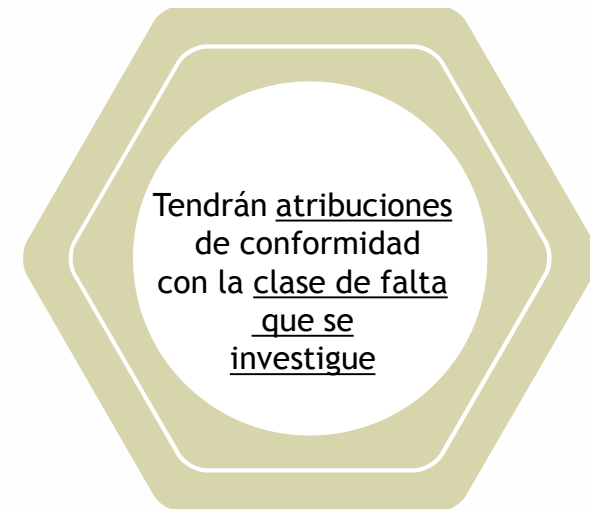 Tendrán atribuciones
de conformidad
con la clase de falta
que se
investigue